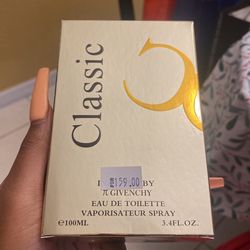 Classic
159.00
BY
π GIVENCHY
EAU DE TOILETTE
VAPORISATEUR SPRAY
℮100ML 3.4FL.OZ.